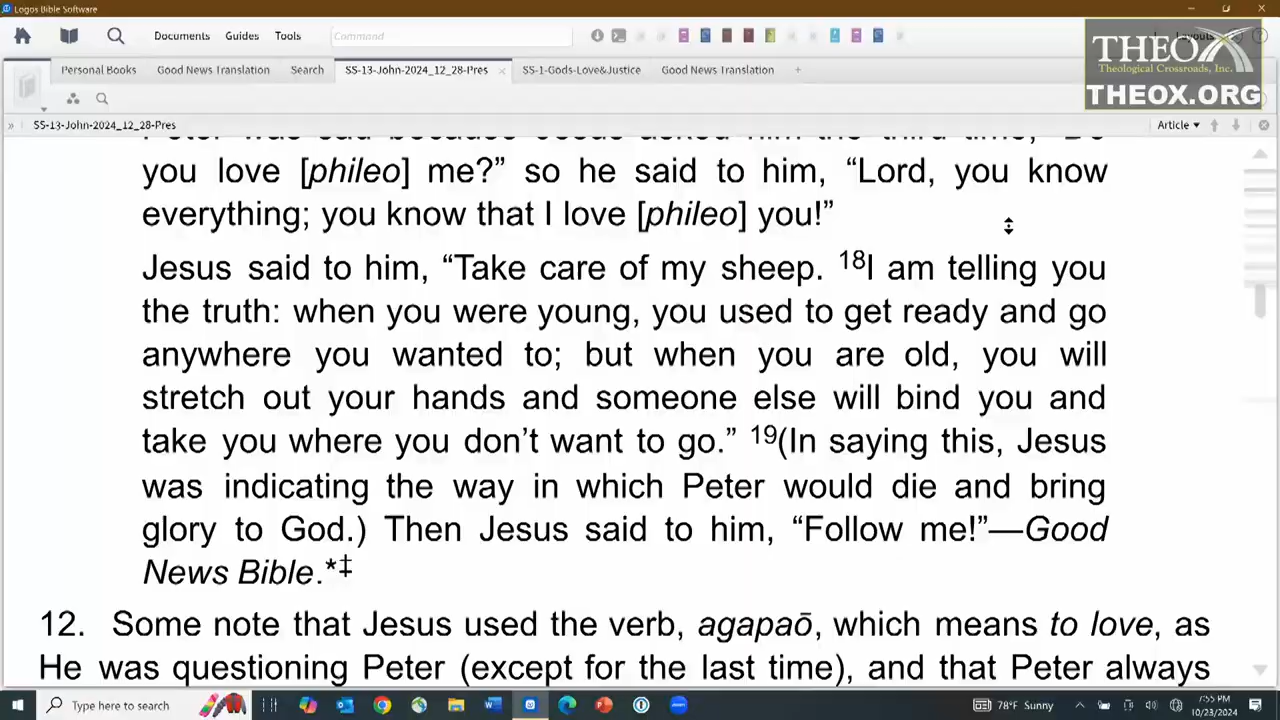 Logos Bible Software
Documents Guides Tools Command
THEOX
Theological Crossroads, Inc.
THEOX.ORG
Personal Books Good News Translation Search SS-13-John-2024_12_28-Pres SS-1-Gods-Love&Justice Good News Translation
SS-13-John-2024_12_28-Pres Article
you love [phileo] me?” so he said to him, “Lord, you know
everything; you know that I love [phileo] you!”
Jesus said to him, “Take care of my sheep. 18I am telling you
the truth: when you were young, you used to get ready and go
anywhere you wanted to; but when you are old, you will
stretch out your hands and someone else will bind you and
take you where you don’t want to go.” 19(In saying this, Jesus
was indicating the way in which Peter would die and bring
glory to God.) Then Jesus said to him, “Follow me!”—Good
News Bible.*‡
12. Some note that Jesus used the verb, agapaō, which means to love, as
He was questioning Peter (except for the last time), and that Peter always
Type here to search 78°F Sunny 7:55 PM
10/23/2024